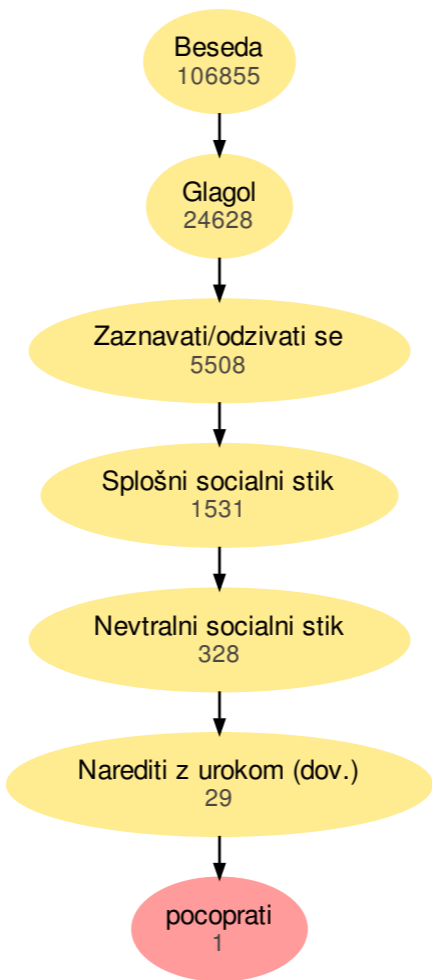 Beseda
106855
Glagol
24628
Zaznavati/odzivati se
5508
Splošni socialni stik
1531
Nevtralni socialni stik
328
Narediti z urokom (dov.)
29
pocoprati
1